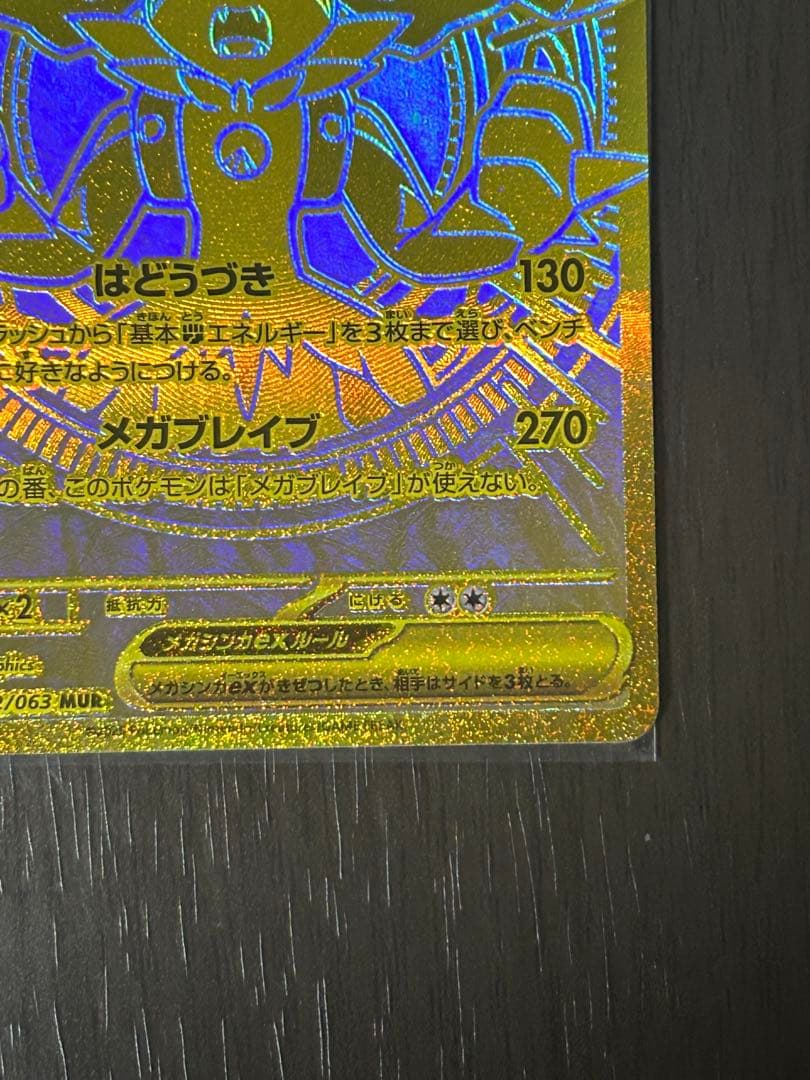 はどうづき 130
ラッシュから「基本エネルギー」を3枚まで選び、ベンチ
に好きなようにつける。
メガブレイブ 270
の番、このポケモンは「メガブレイブ」が使えない。
×2 抵抗力 にげる
メガシンカexルール
メガシンカexがきぜつしたとき、相手はサイドを3枚とる。
/063 MUR